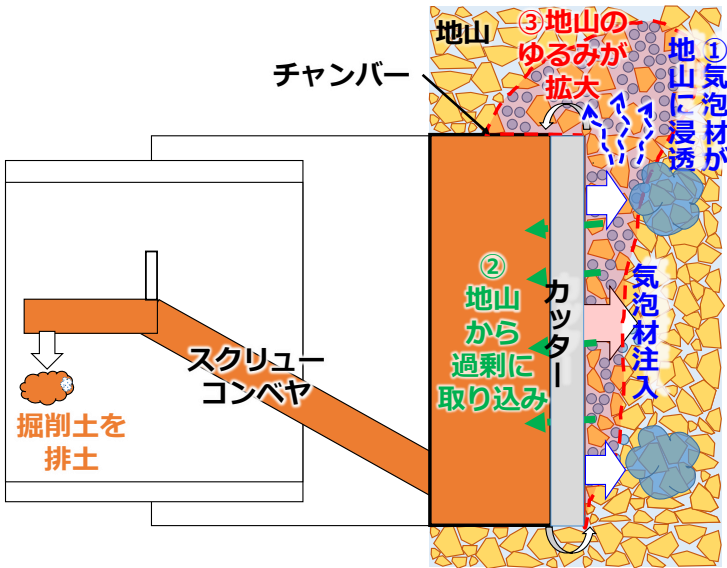 地山
③地山の
ゆるみが
拡大
①気泡材が
地山に浸透
チャンバー
②
地山
から
過剰に
取り込み
カッター
気泡材注入
スクリュー
コンベヤ
掘削土を
排土